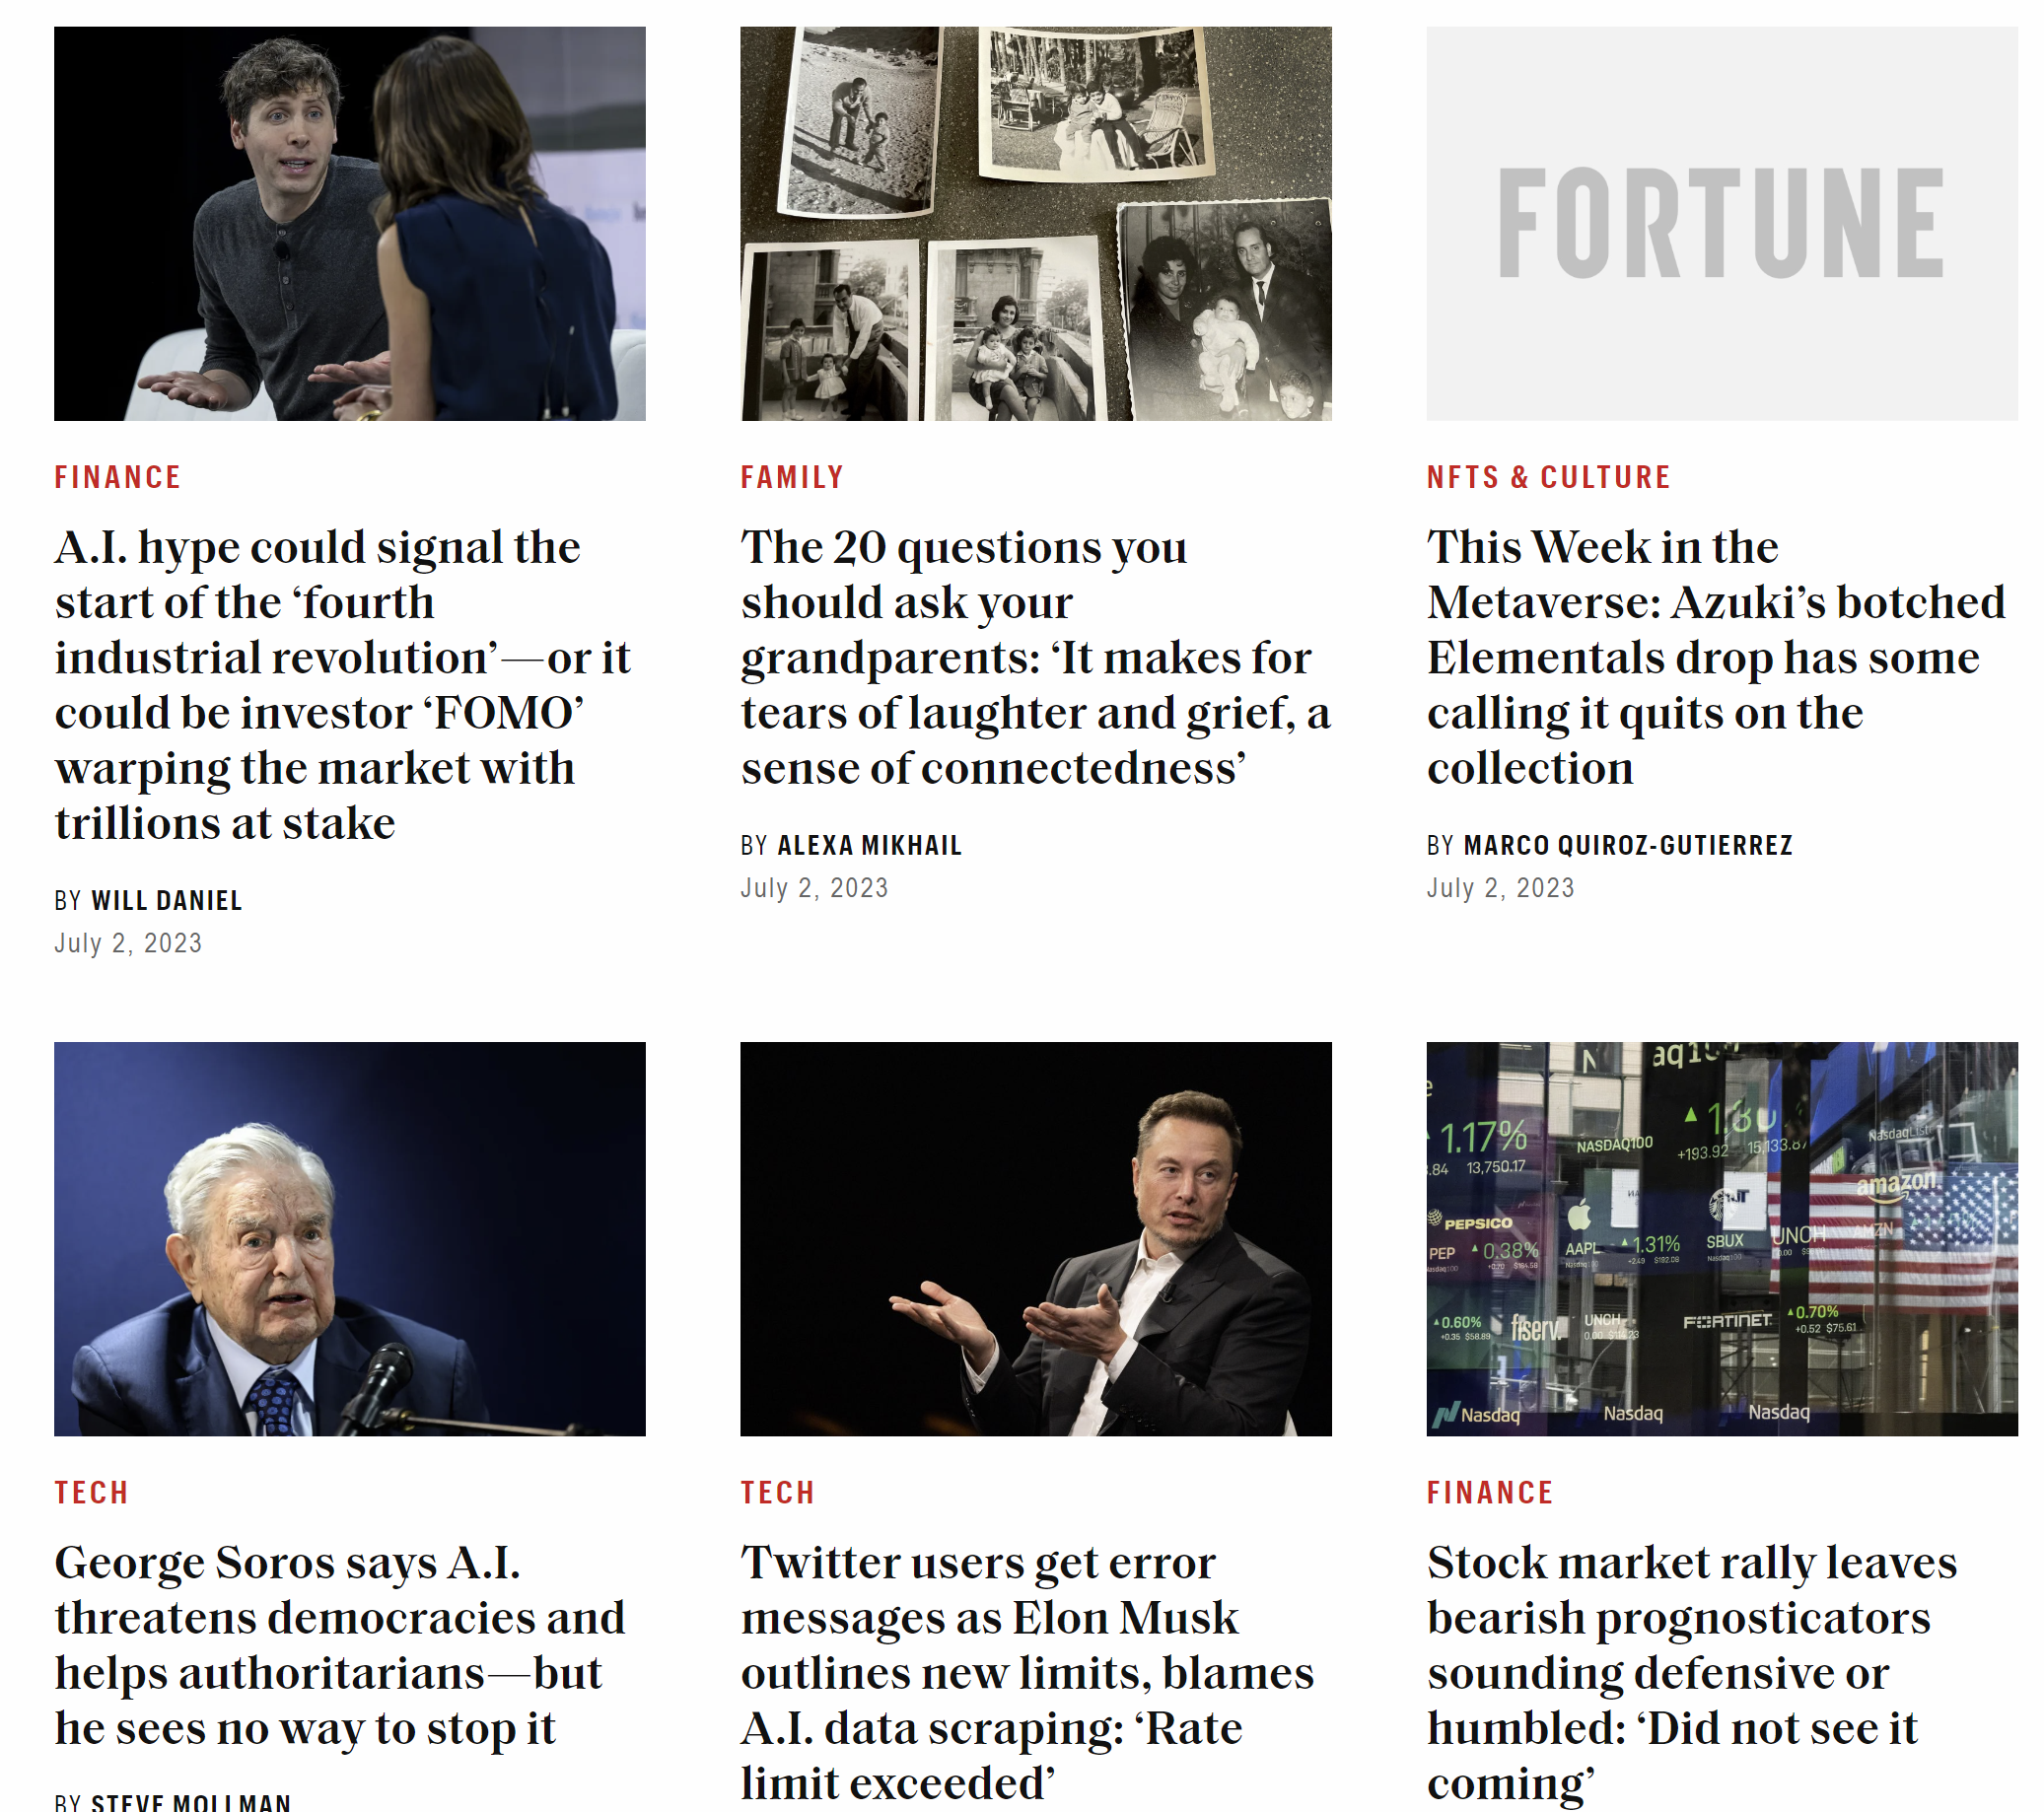 FORTUNE
FINANCE
A.I. hype could signal the
start of the ‘fourth
industrial revolution’—or it
could be investor ‘FOMO’
warping the market with
trillions at stake
BY WILL DANIEL
July 2, 2023
FAMILY
The 20 questions you
should ask your
grandparents: ‘It makes for
tears of laughter and grief, a
sense of connectedness’
BY ALEXA MIKHAIL
July 2, 2023
NFTS & CULTURE
This Week in the
Metaverse: Azuki’s botched
Elementals drop has some
calling it quits on the
collection
BY MARCO QUIROZ-GUTIERREZ
July 2, 2023
1.17%
13,750.17
NASDAQ100
+193.92
amazon
PEPSICO
PEP 0.38%
AAPL 1.31%
SBUX
UNCH
AMZN
0.60%
+0.35 $58.89
fiserv.
UNCH
0.00
FORTINET
0.70%
+0.52 $75.61
Nasdaq
Nasdaq
Nasdaq
TECH
George Soros says A.I.
threatens democracies and
helps authoritarians—but
he sees no way to stop it
BY STEVE MOLLMAN
TECH
Twitter users get error
messages as Elon Musk
outlines new limits, blames
A.I. data scraping: ‘Rate
limit exceeded’
FINANCE
Stock market rally leaves
bearish prognosticators
sounding defensive or
humbled: ‘Did not see it
coming’